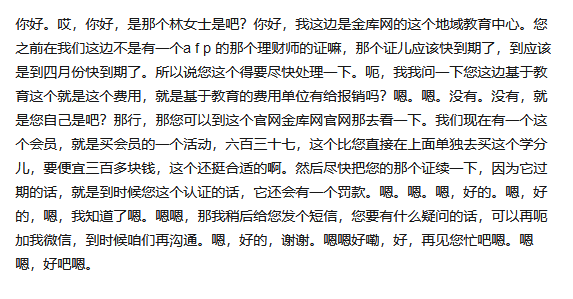 你好。哎，你好，是那个林女士是吧？你好，我这边是金库网的这个地域教育中心。您
之前在我们这边不是有一个a f p 的那个理财师的证嘛，那个证儿应该快到期了，到应该
是到四月份快到期了。所以说您这个得要尽快处理一下。呃，我我问一下您这边基于教
育这个就是这个费用，就是基于教育的费用单位有给报销吗？嗯。嗯。没有。没有，就
是您自己是吧？那行，那您可以到这个官网金库网官网那去看一下。我们现在有一个这
个会员，就是买会员的一个活动，六百三十七，这个比您直接在上面单独去买这个学分
儿，要便宜三百多块钱，这个还挺合适的啊。然后尽快把您的那个证续一下，因为它过
期的话，就是到时候您这个认证的话，它还会有一个罚款。嗯。嗯。嗯，好的。嗯，好
的，嗯，我知道了嗯。嗯嗯，那我稍后给您发个短信，您要有什么疑问的话，可以再呃
加我微信，到时候咱们再沟通。嗯，好的，谢谢。嗯嗯好嘞，好，再见您忙吧嗯。嗯
嗯，好吧嗯。